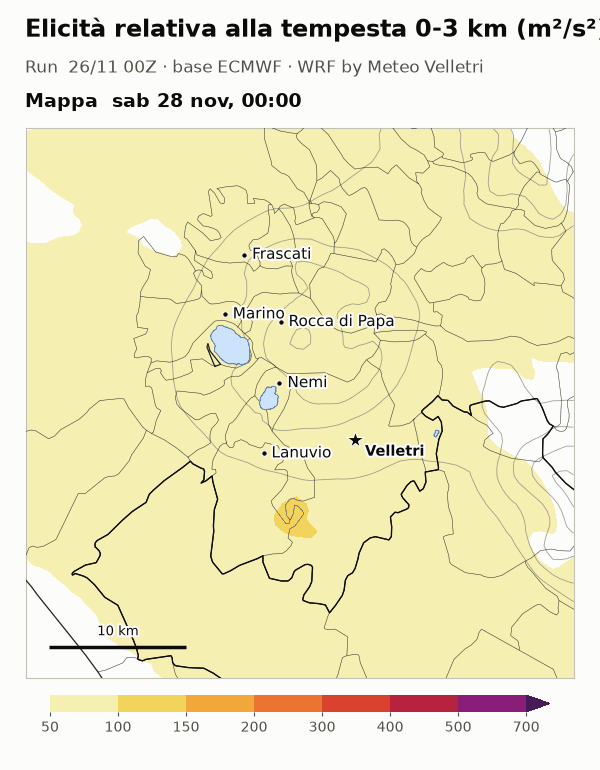 Elicità relativa alla tempesta 0-3 km (m²/s²)
Run 26/11 00Z · base ECMWF · WRF by Meteo Velletri
Mappa sab 28 nov, 00:00
Frascati
Marino
Rocca di Papa
Nemi
Lanuvio
Velletri
10 km
50 100 150 200 300 400 500 700